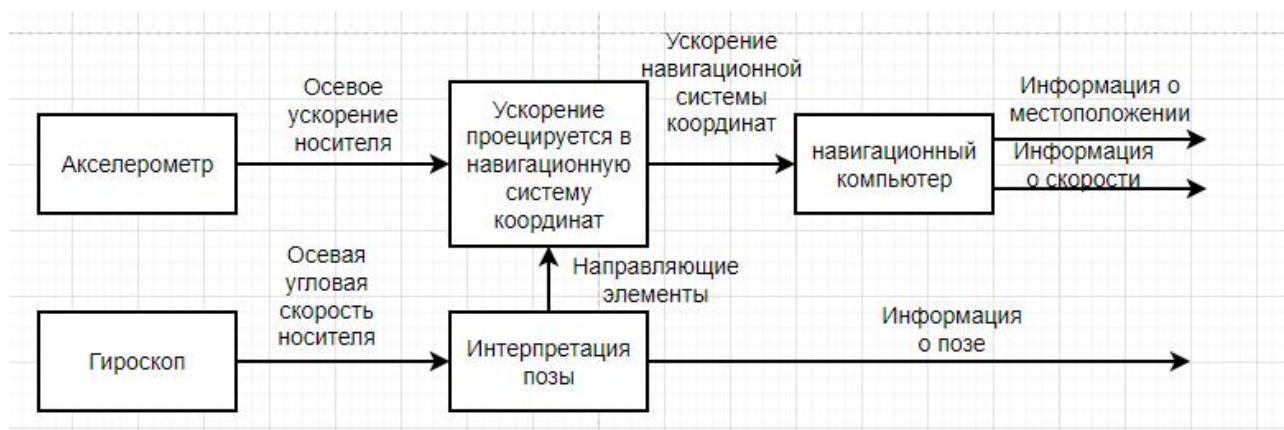 Ускорение
навигационной
системы
координат
Осевое
ускорение
носителя
Информация о
местоположении
Акселерометр
Ускорение
проецируется в
навигационную
систему
координат
навигационный
компьютер
Информация
о скорости
Осевая
угловая
скорость
носителя
Направляющие
элементы
Гироскоп
Интерпретация
позы
Информация
о позе